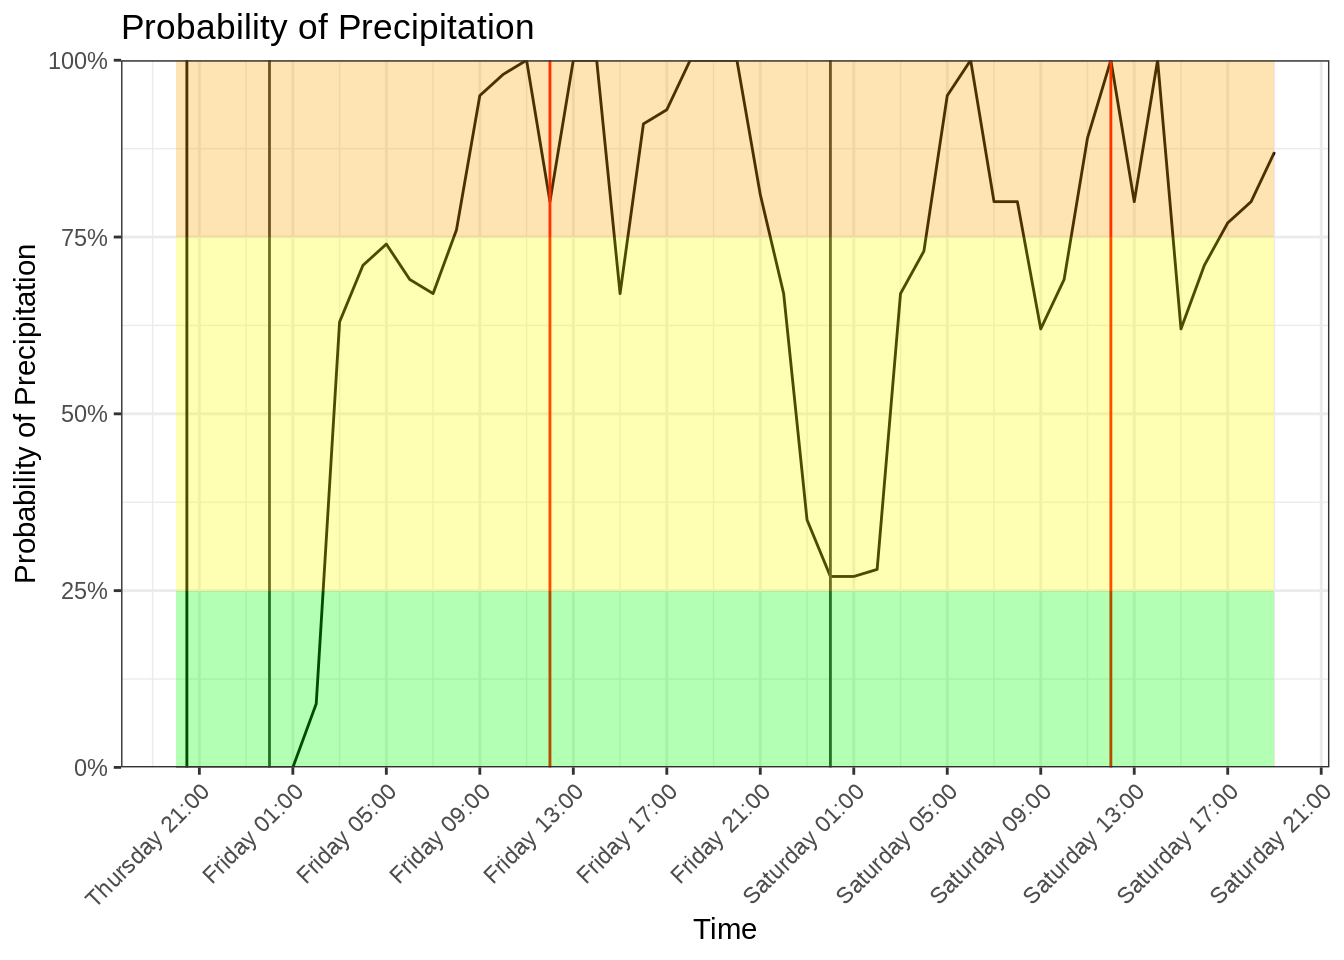 Probability of Precipitation
Probability of Precipitation
100%
75%
50%
25%
0%
Thursday 21:00
Friday 01:00
Friday 05:00
Friday 09:00
Friday 13:00
Friday 17:00
Friday 21:00
Saturday 01:00
Saturday 05:00
Saturday 09:00
Saturday 13:00
Saturday 17:00
Saturday 21:00
Time